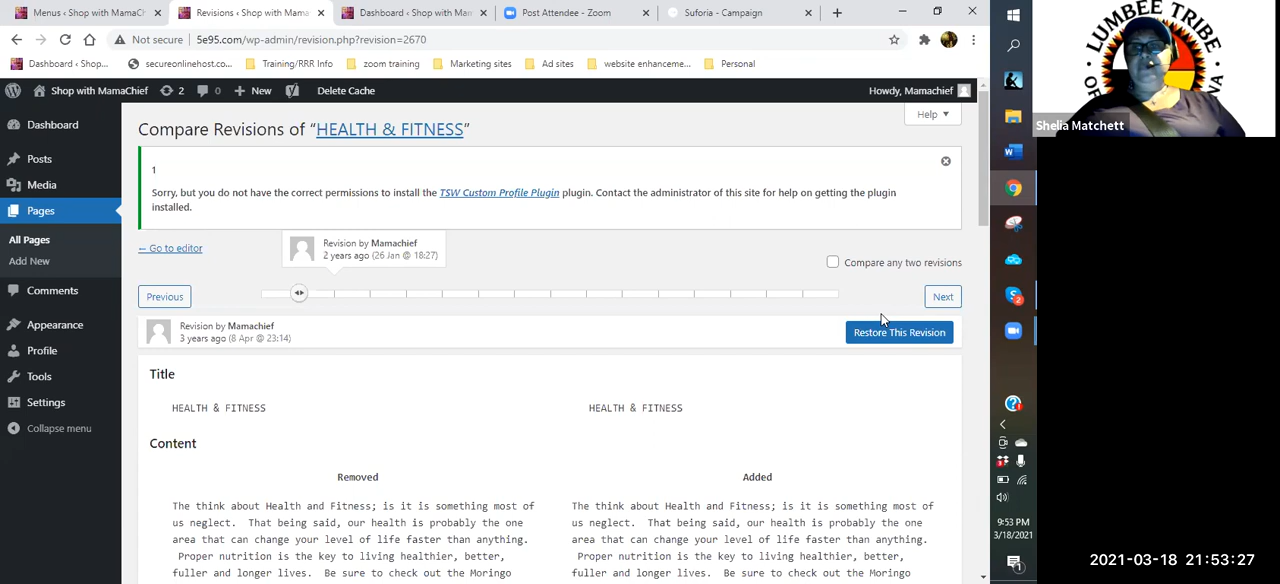 Menus < Shop with MamaCh
Revisions < Shop with Mama
Dashboard < Shop with Mam
Post Attendee - Zoom
Suforia - Campaign
Not secure | 5e95.com/wp-admin/revision.php?revision=2670
Dashboard < Shop...
secureonlinehost.co...
Training/RRR Info
zoom training
Marketing sites
Ad sites
website enhanceme...
Personal
Shop with MamaChief
2
0
New
Delete Cache
Howdy, Mamachief
Dashboard
Posts
Media
Pages
All Pages
Add New
Comments
Appearance
Profile
Tools
Settings
Collapse menu
Help
Compare Revisions of "HEALTH & FITNESS"
1
Sorry, but you do not have the correct permissions to install the TSW Custom Profile Plugin plugin. Contact the administrator of this site for help on getting the plugin
installed.
← Go to editor
Revision by Mamachief
2 years ago (26 Jan @ 18:27)
Compare any two revisions
Previous
Next
Revision by Mamachief
3 years ago (8 Apr @ 23:14)
Restore This Revision
Title
HEALTH & FITNESS
HEALTH & FITNESS
Content
Removed
Added
The think about Health and Fitness; is it is something most of
us neglect.  That being said, our health is probably the one
area that can change your level of life faster than anything.
Proper nutrition is the key to living healthier, better,
fuller and longer lives.  Be sure to check out the Moringo
The think about Health and Fitness; is it is something most of
us neglect.  That being said, our health is probably the one
area that can change your level of life faster than anything.
Proper nutrition is the key to living healthier, better,
fuller and longer lives.  Be sure to check out the Moringo
LUMBEE TRIBE
Shelia Matchett
9:53 PM
3/18/2021
2021-03-18 21:53:27